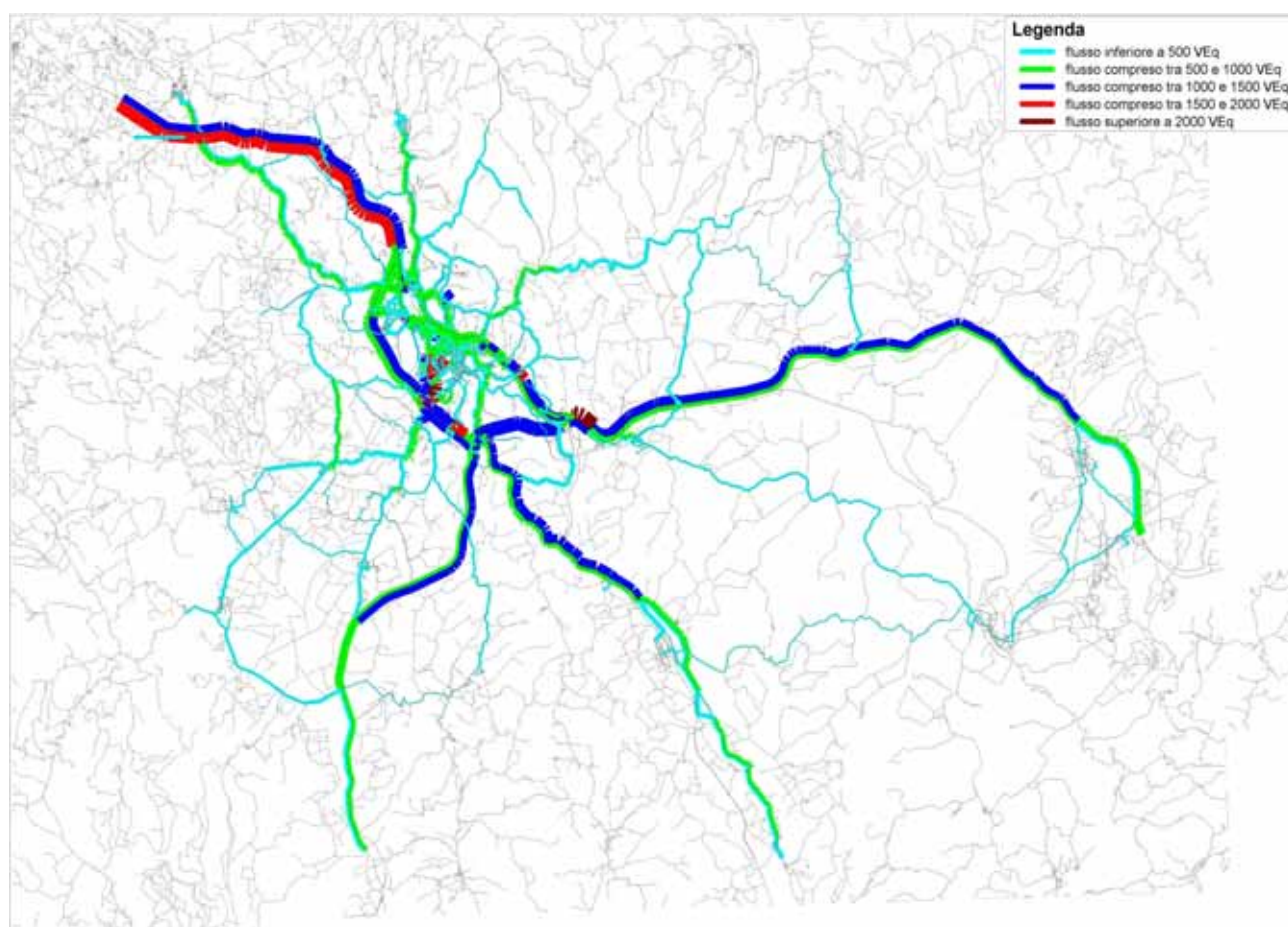 Legenda
flusso inferiore a 500 VEq
flusso compreso tra 500 e 1000 VEq
flusso compreso tra 1000 e 1500 VEq
flusso compreso tra 1500 e 2000 VEq
flusso superiore a 2000 VEq